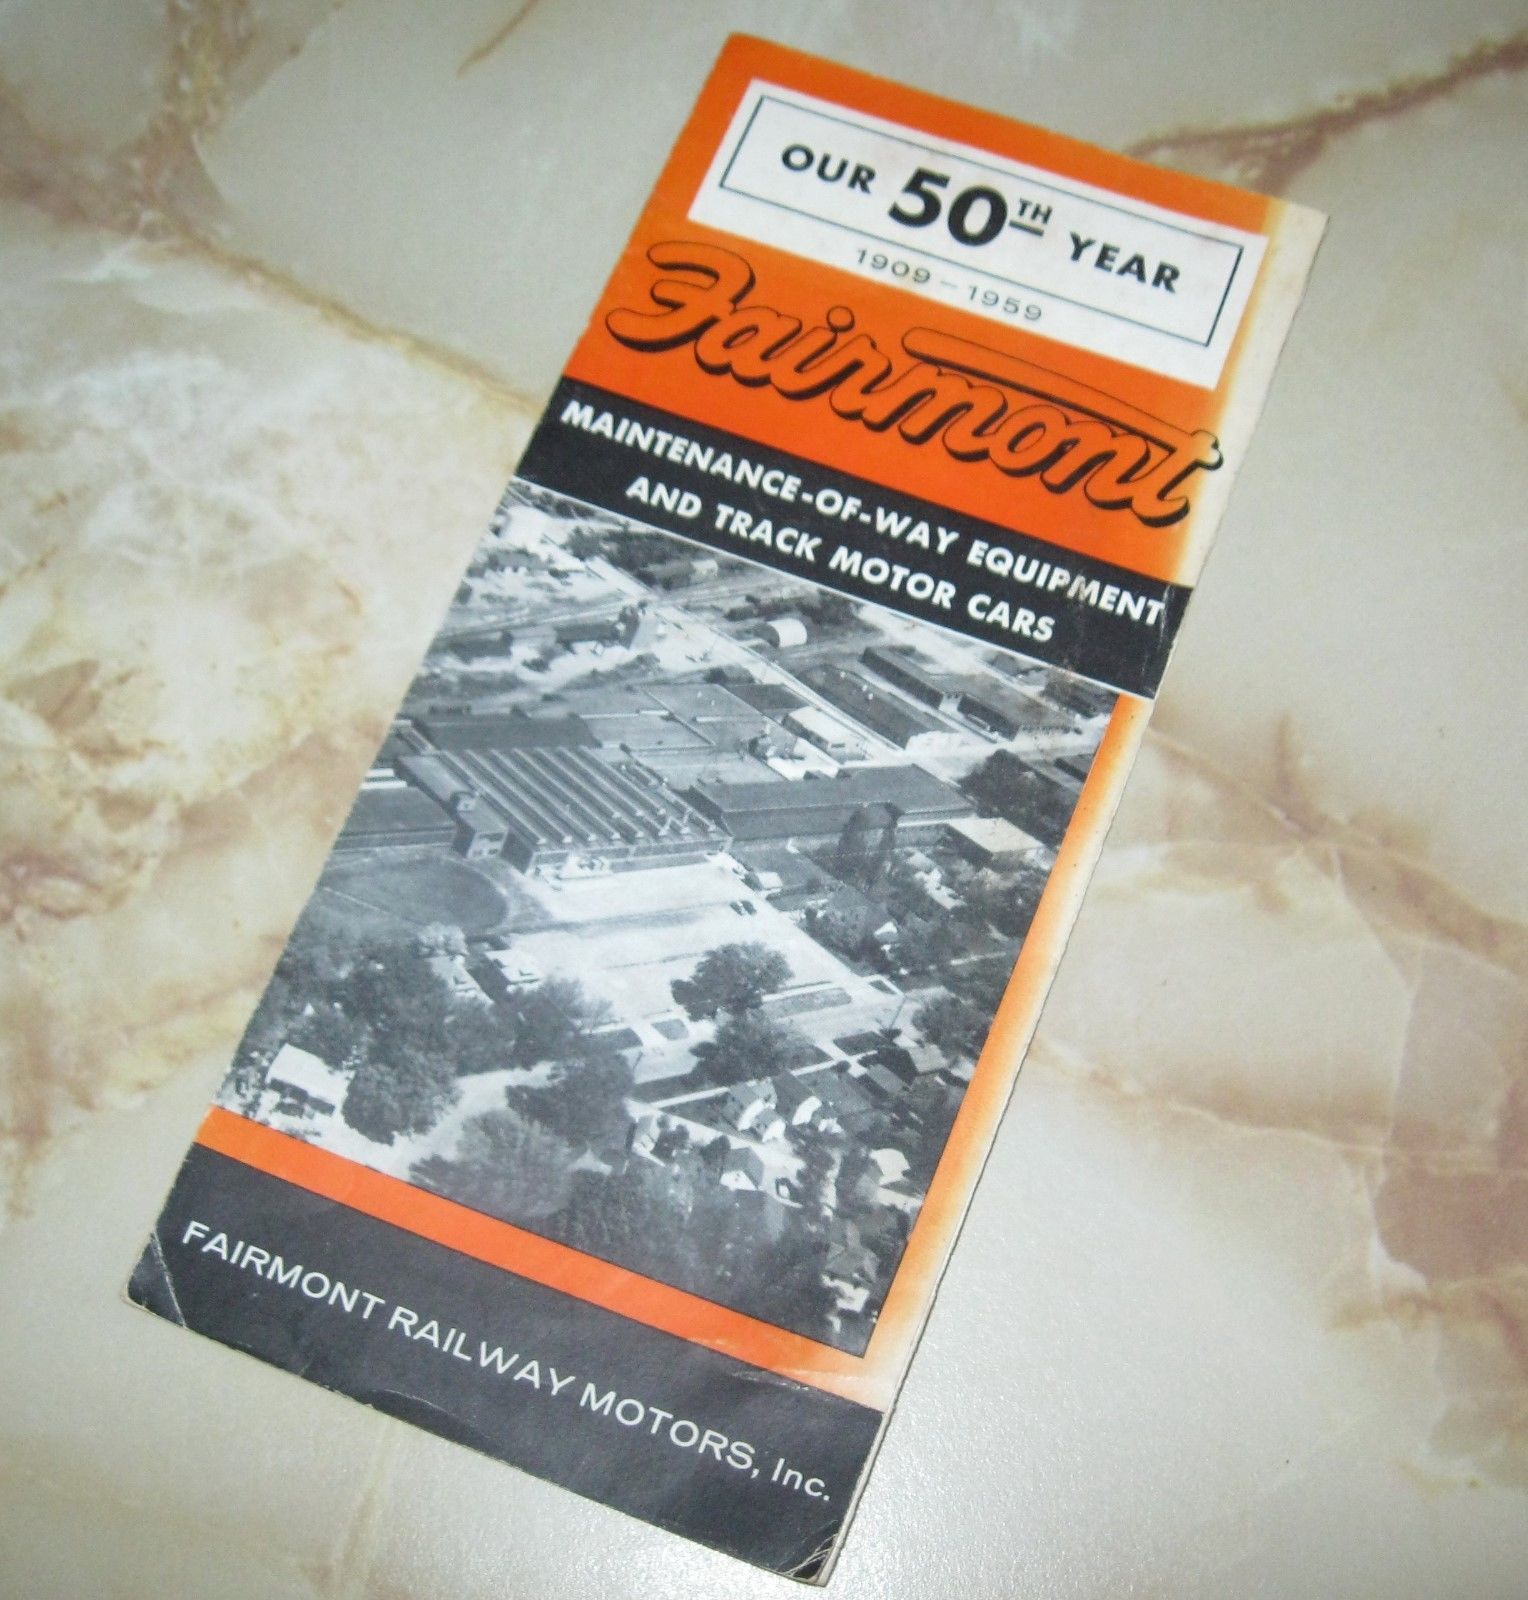 OUR 50TH YEAR
1909-1959
Fairmont
MAINTENANCE-OF-WAY EQUIPMENT
AND TRACK MOTOR CARS
FAIRMONT RAILWAY MOTORS, Inc.